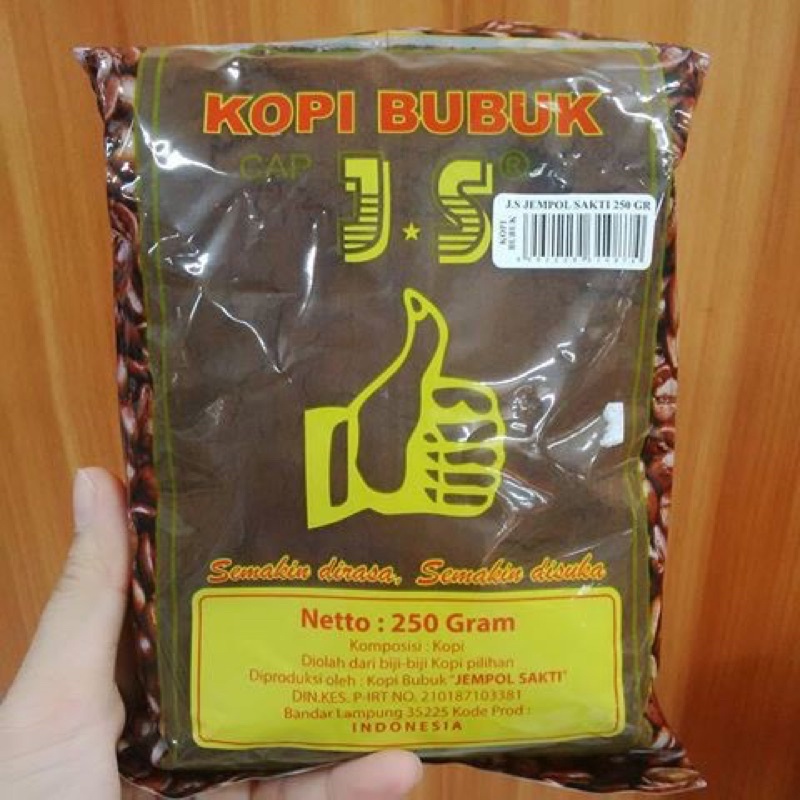 KOPI BUBUK
CAP J.S ®
J.S JEMPOL SAKTI 250 GR
KOPI
BUBUK
Semakin dirasa, Semakin disuka
Netto : 250 Gram
Komposisi : Kopi
Diolah dari biji-biji Kopi pilihan
Diproduksi oleh : Kopi Bubuk "JEMPOL SAKTI"
DIN.KES. P-IRT NO. 210187103381
Bandar Lampung 35225 Kode Prod :
INDONESIA